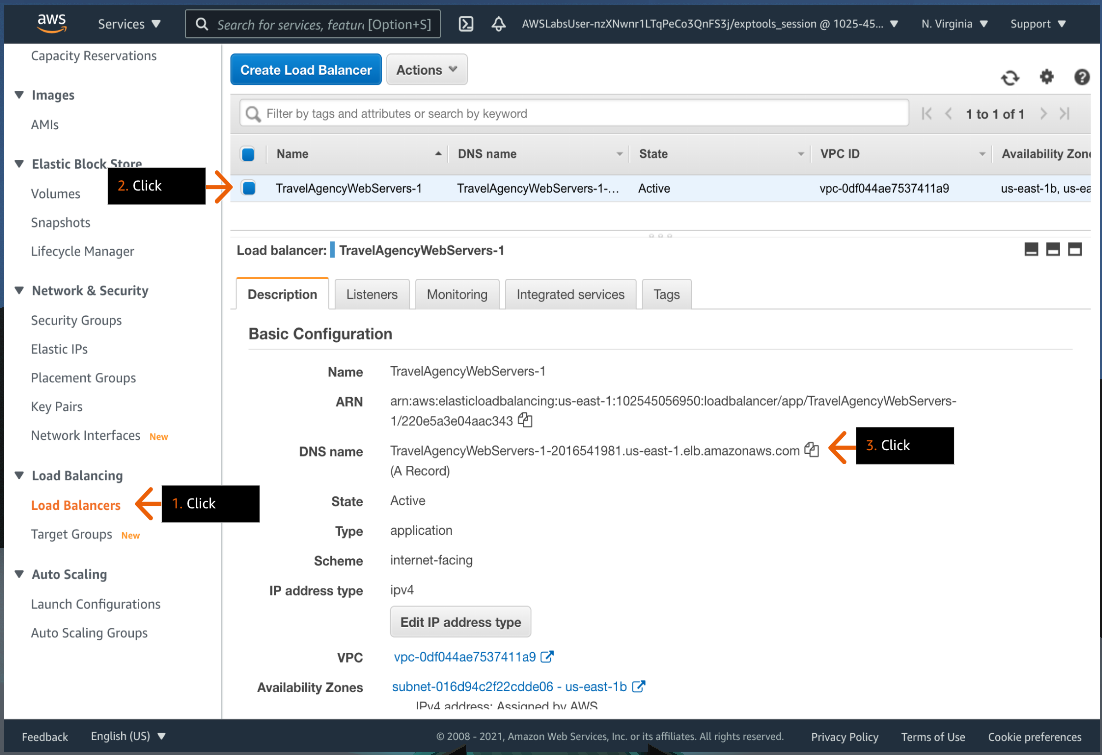 aws
Services
Search for services, featur [Option+S]
AWSLabsUser-nzXNwnr1LTqPeCo3QnFS3j/exptools_session @ 1025-45...
N. Virginia
Support
Capacity Reservations
Images
AMIs
Elastic Block Store
Volumes
Snapshots
Lifecycle Manager
Network & Security
Security Groups
Elastic IPs
Placement Groups
Key Pairs
Network Interfaces New
Load Balancing
Load Balancers
Target Groups New
Auto Scaling
Launch Configurations
Auto Scaling Groups
1. Click
2. Click
Create Load Balancer
Actions
Filter by tags and attributes or search by keyword
1 to 1 of 1
Name DNS name State VPC ID Availability Zone
TravelAgencyWebServers-1 TravelAgencyWebServers-1-... Active vpc-0df044ae7537411a9 us-east-1b, us-ea
Load balancer: TravelAgencyWebServers-1
Description Listeners Monitoring Integrated services Tags
Basic Configuration
Name TravelAgencyWebServers-1
ARN arn:aws:elasticloadbalancing:us-east-1:102545056950:loadbalancer/app/TravelAgencyWebServers-
1/220e5a3e04aac343
DNS name TravelAgencyWebServers-1-2016541981.us-east-1.elb.amazonaws.com
(A Record)
3. Click
State Active
Type application
Scheme internet-facing
IP address type ipv4
Edit IP address type
VPC vpc-0df044ae7537411a9
Availability Zones subnet-016d94c2f22cdde06 - us-east-1b
IPv4 address: Assigned by AWS
Feedback
English (US)
© 2008 - 2021, Amazon Web Services, Inc. or its affiliates. All rights reserved.
Privacy Policy
Terms of Use
Cookie preferences